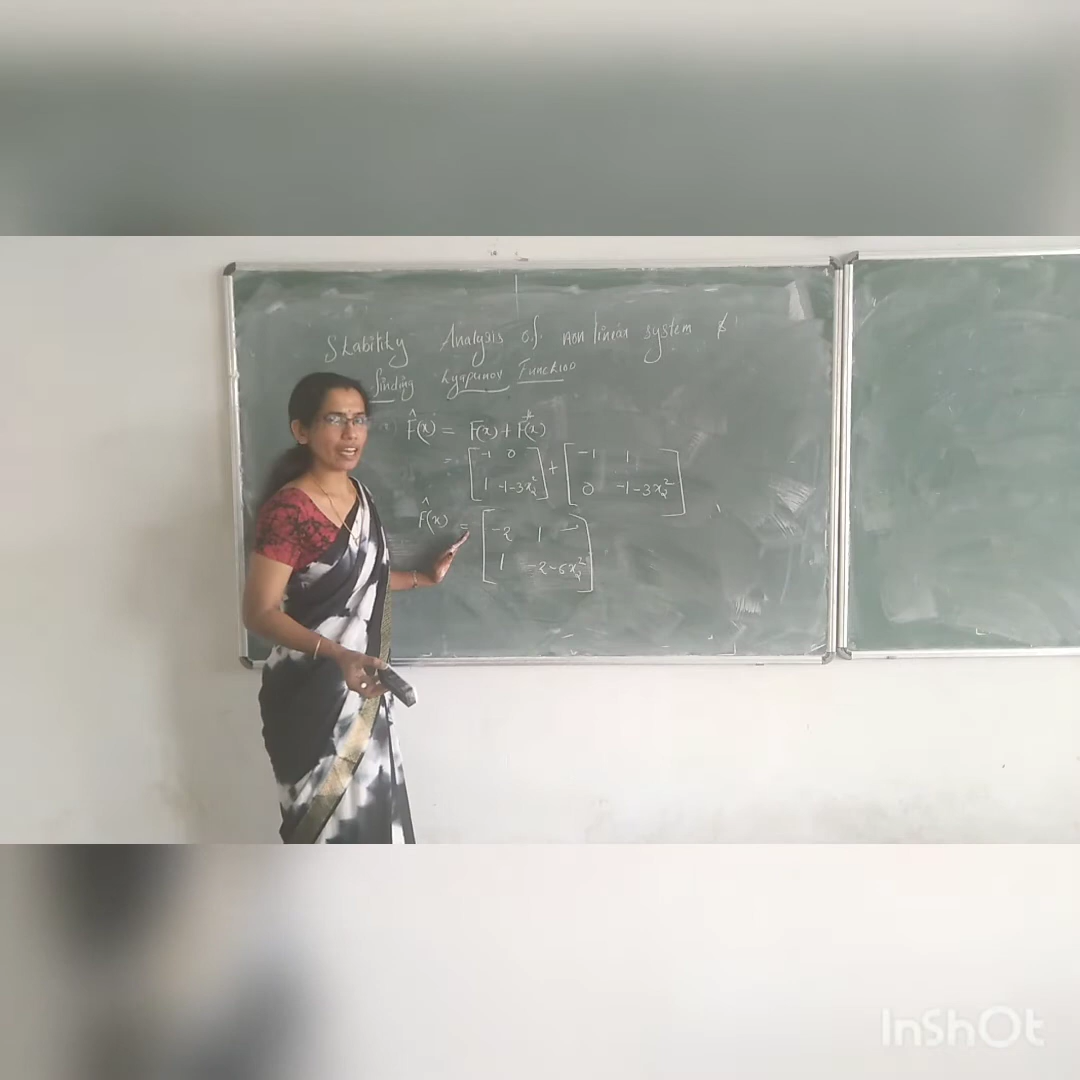 Stability Analysis of non linear system &
finding Lyapunov Function
F̂(x) = F(x) + F*(x)
= [-1 0; 1 -1-3x₂²] + [-1 1; 0 -1-3x₂²]
F̂(x) = [-2 1; 1 -2-6x₂²]
InShOt